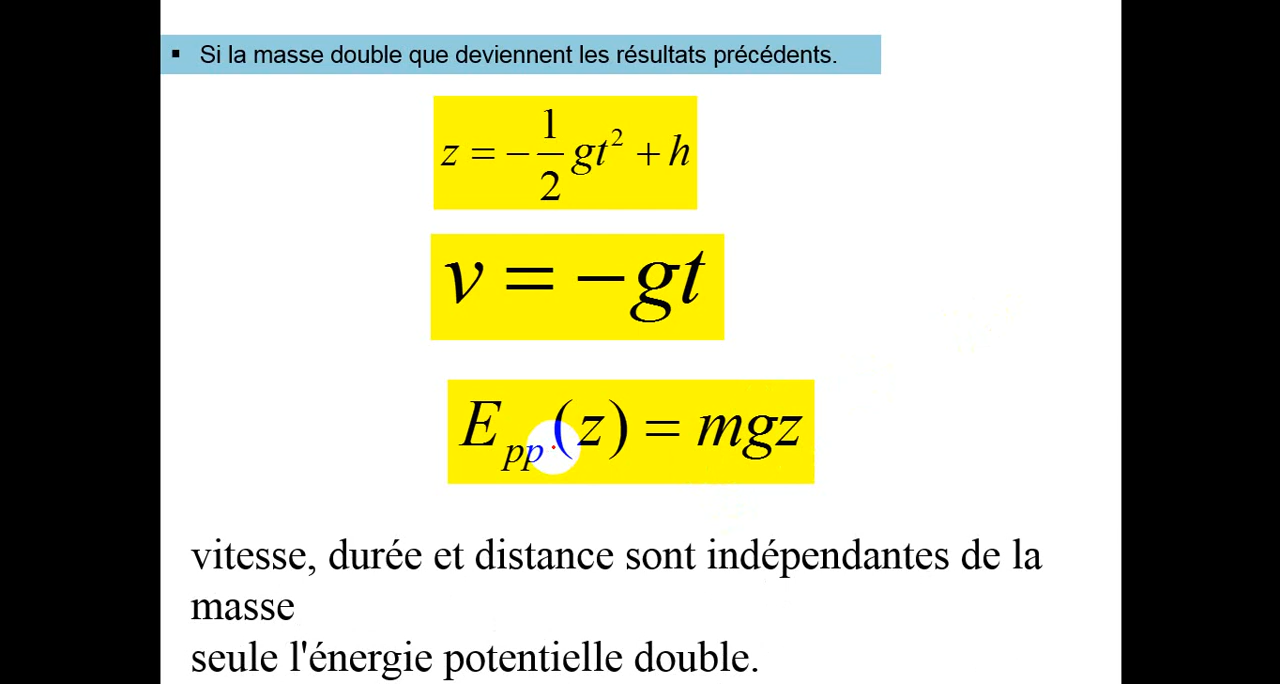 ▪ Si la masse double que deviennent les résultats précédents.
z = −1/2 gt² + h
v = −gt
E_pp(z) = mgz
vitesse, durée et distance sont indépendantes de la
masse
seule l'énergie potentielle double.